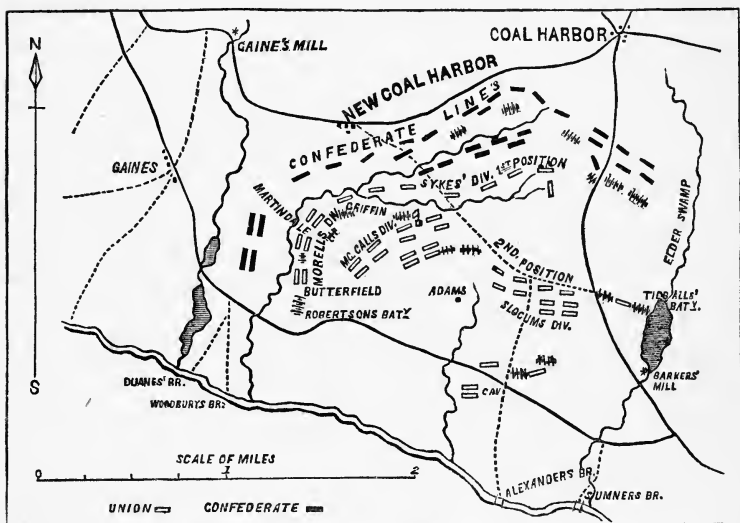 COAL HARBOR
N
GAINE'S MILL
NEW COAL HARBOR
CONFEDERATE LINE'S
GAINES
SYKES' DIV. 1ST POSITION
MARTINDALE
MORELLS DIV.
GRIFFIN
MC. CALLS DIV.
ELDER SWAMP
2ND. POSITION
BUTTERFIELD
ADAMS
TIDBALLS' BATY.
ROBERTSONS BATY
SLOCUMS DIV.
BARKERS' MILL
S
DUANES' BR.
CAV
WOODBURYS BR.
SCALE OF MILES
0 1 2
ALEXANDERS BR.
SUMNERS BR.
UNION CONFEDERATE